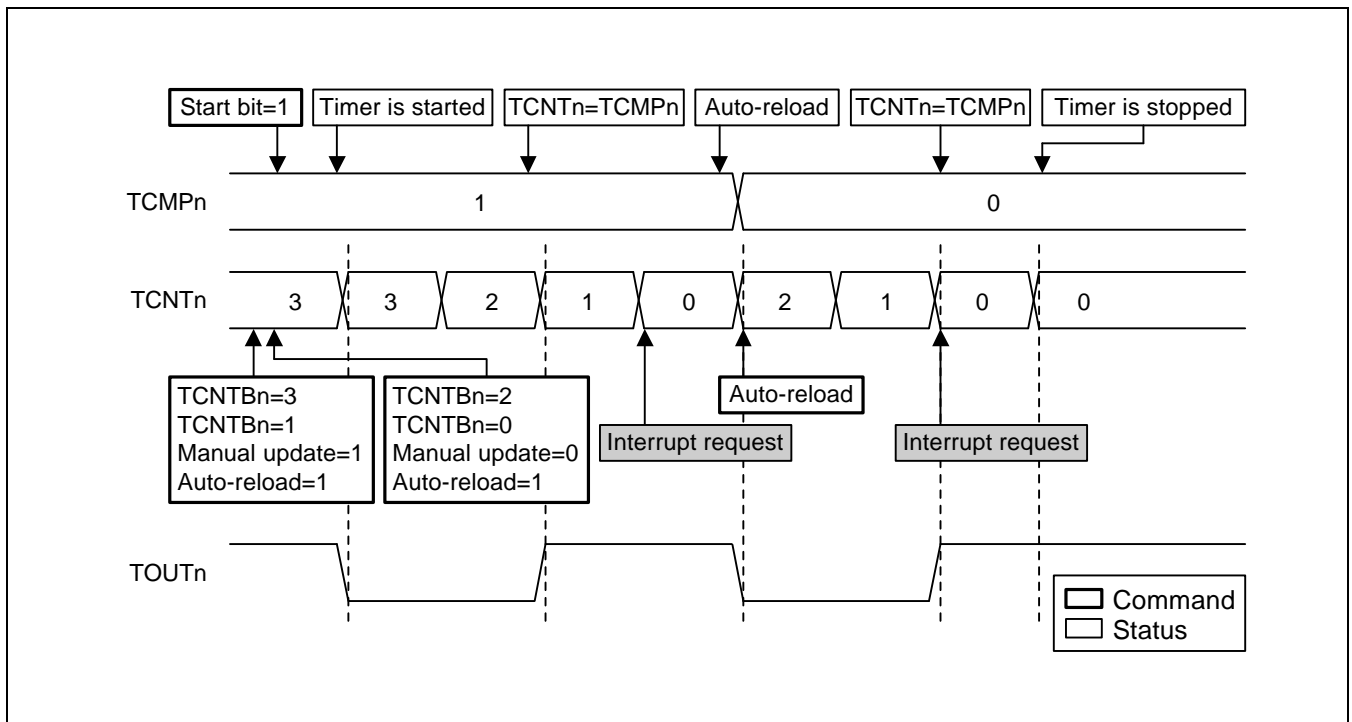 Start bit=1
Timer is started
TCNTn=TCMPn
Auto-reload
TCNTn=TCMPn
Timer is stopped
TCMPn
1
0
TCNTn
3
3
2
1
0
2
1
0
0
TCNTBn=3
TCNTBn=1
Manual update=1
Auto-reload=1
TCNTBn=2
TCNTBn=0
Manual update=0
Auto-reload=1
Interrupt request
Auto-reload
Interrupt request
TOUTn
Command
Status